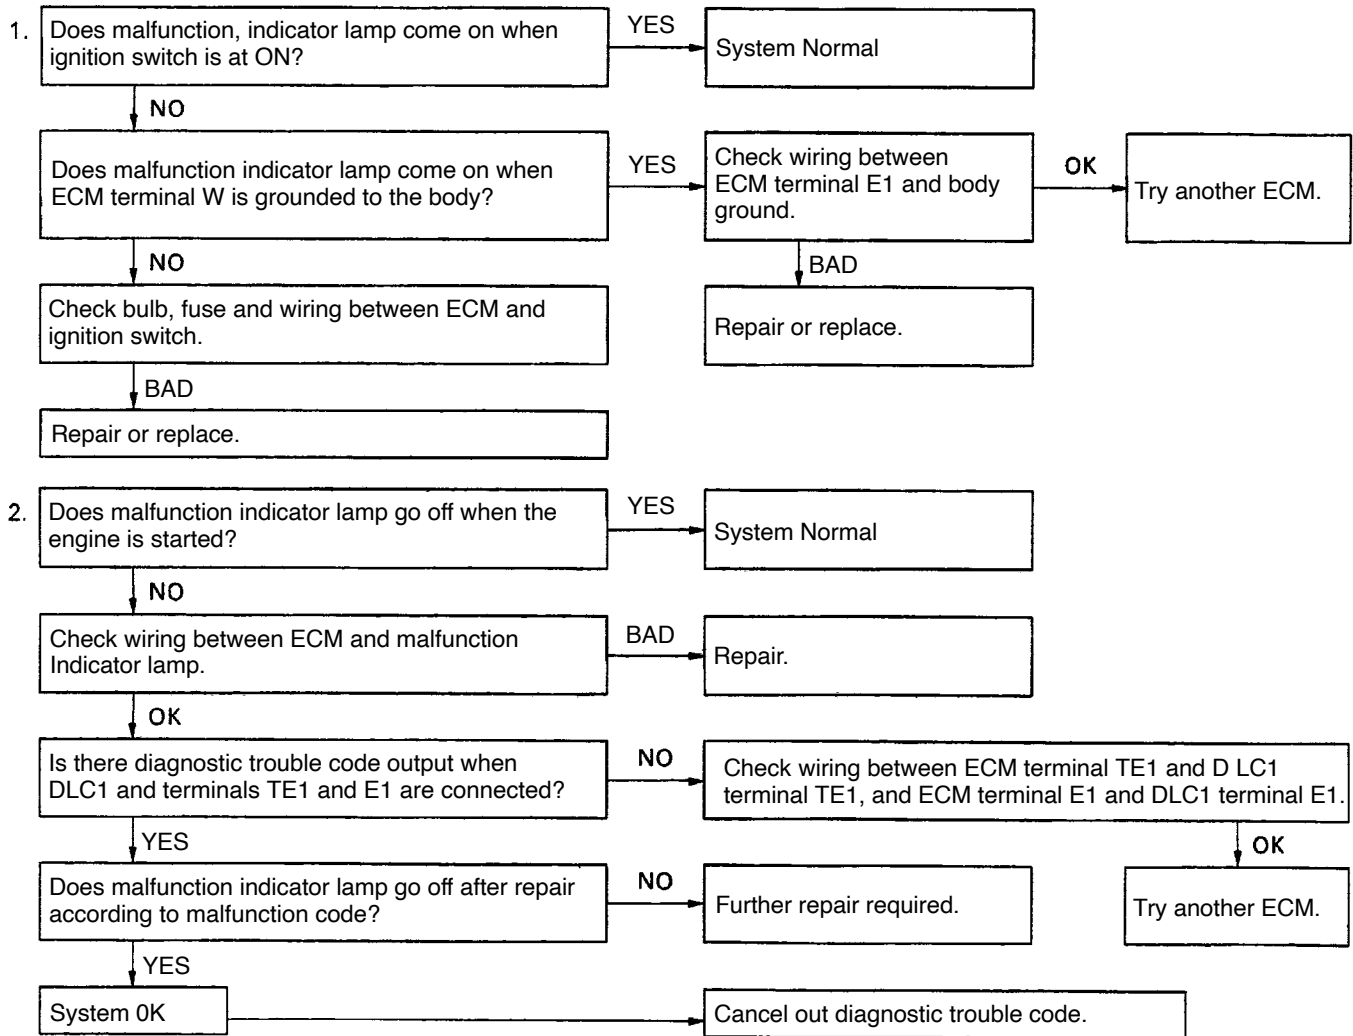 1. Does malfunction, indicator lamp come on when
ignition switch is at ON?
YES
System Normal
NO
Does malfunction indicator lamp come on when
ECM terminal W is grounded to the body?
YES
Check wiring between
ECM terminal E1 and body
ground.
OK
Try another ECM.
NO
BAD
Check bulb, fuse and wiring between ECM and
ignition switch.
Repair or replace.
BAD
Repair or replace.
2. Does malfunction indicator lamp go off when the
engine is started?
YES
System Normal
NO
Check wiring between ECM and malfunction
Indicator lamp.
BAD
Repair.
OK
Is there diagnostic trouble code output when
DLC1 and terminals TE1 and E1 are connected?
NO
Check wiring between ECM terminal TE1 and D LC1
terminal TE1, and ECM terminal E1 and DLC1 terminal E1.
YES
OK
Does malfunction indicator lamp go off after repair
according to malfunction code?
NO
Further repair required.
Try another ECM.
YES
System 0K
Cancel out diagnostic trouble code.